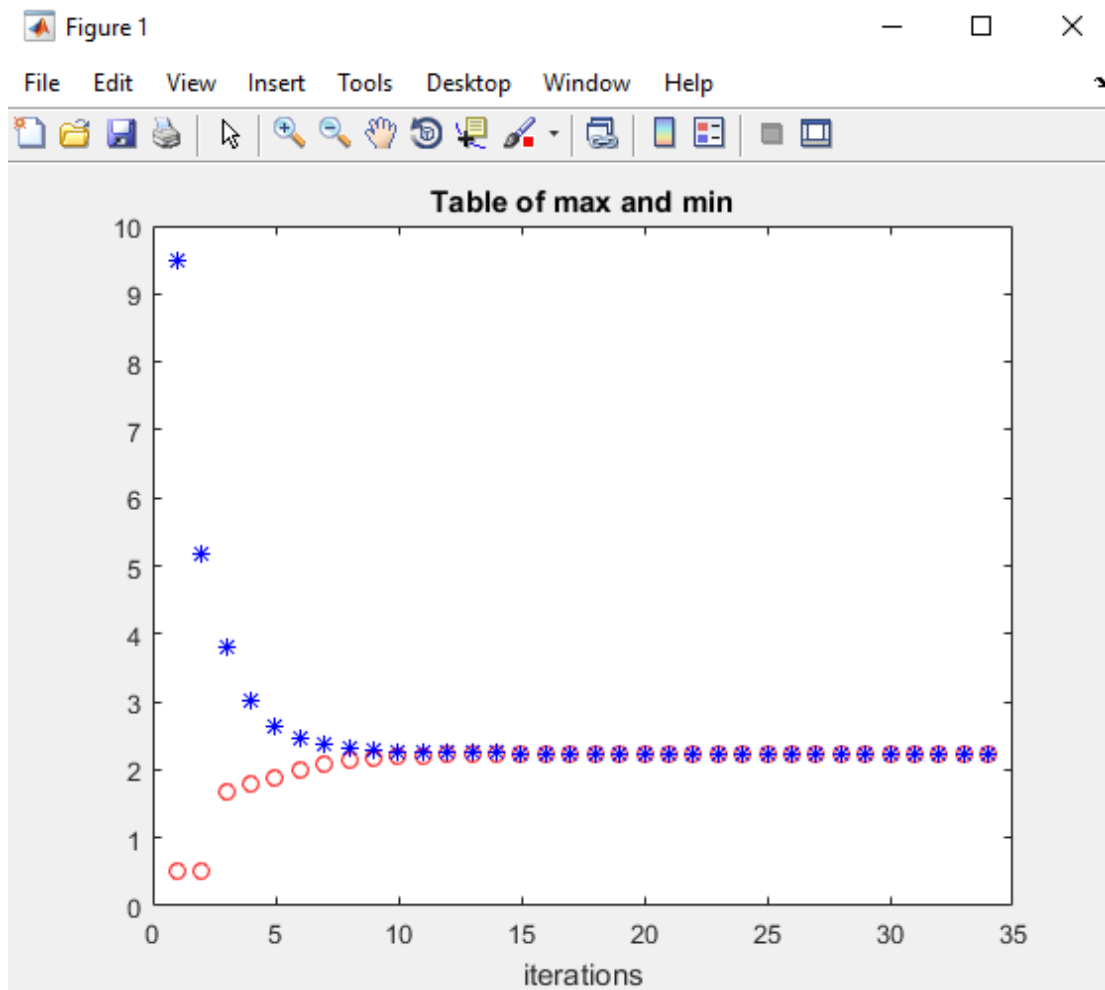 Figure 1
File Edit View Insert Tools Desktop Window Help
Table of max and min
10
9
8
7
6
5
4
3
2
1
0
0 5 10 15 20 25 30 35
iterations